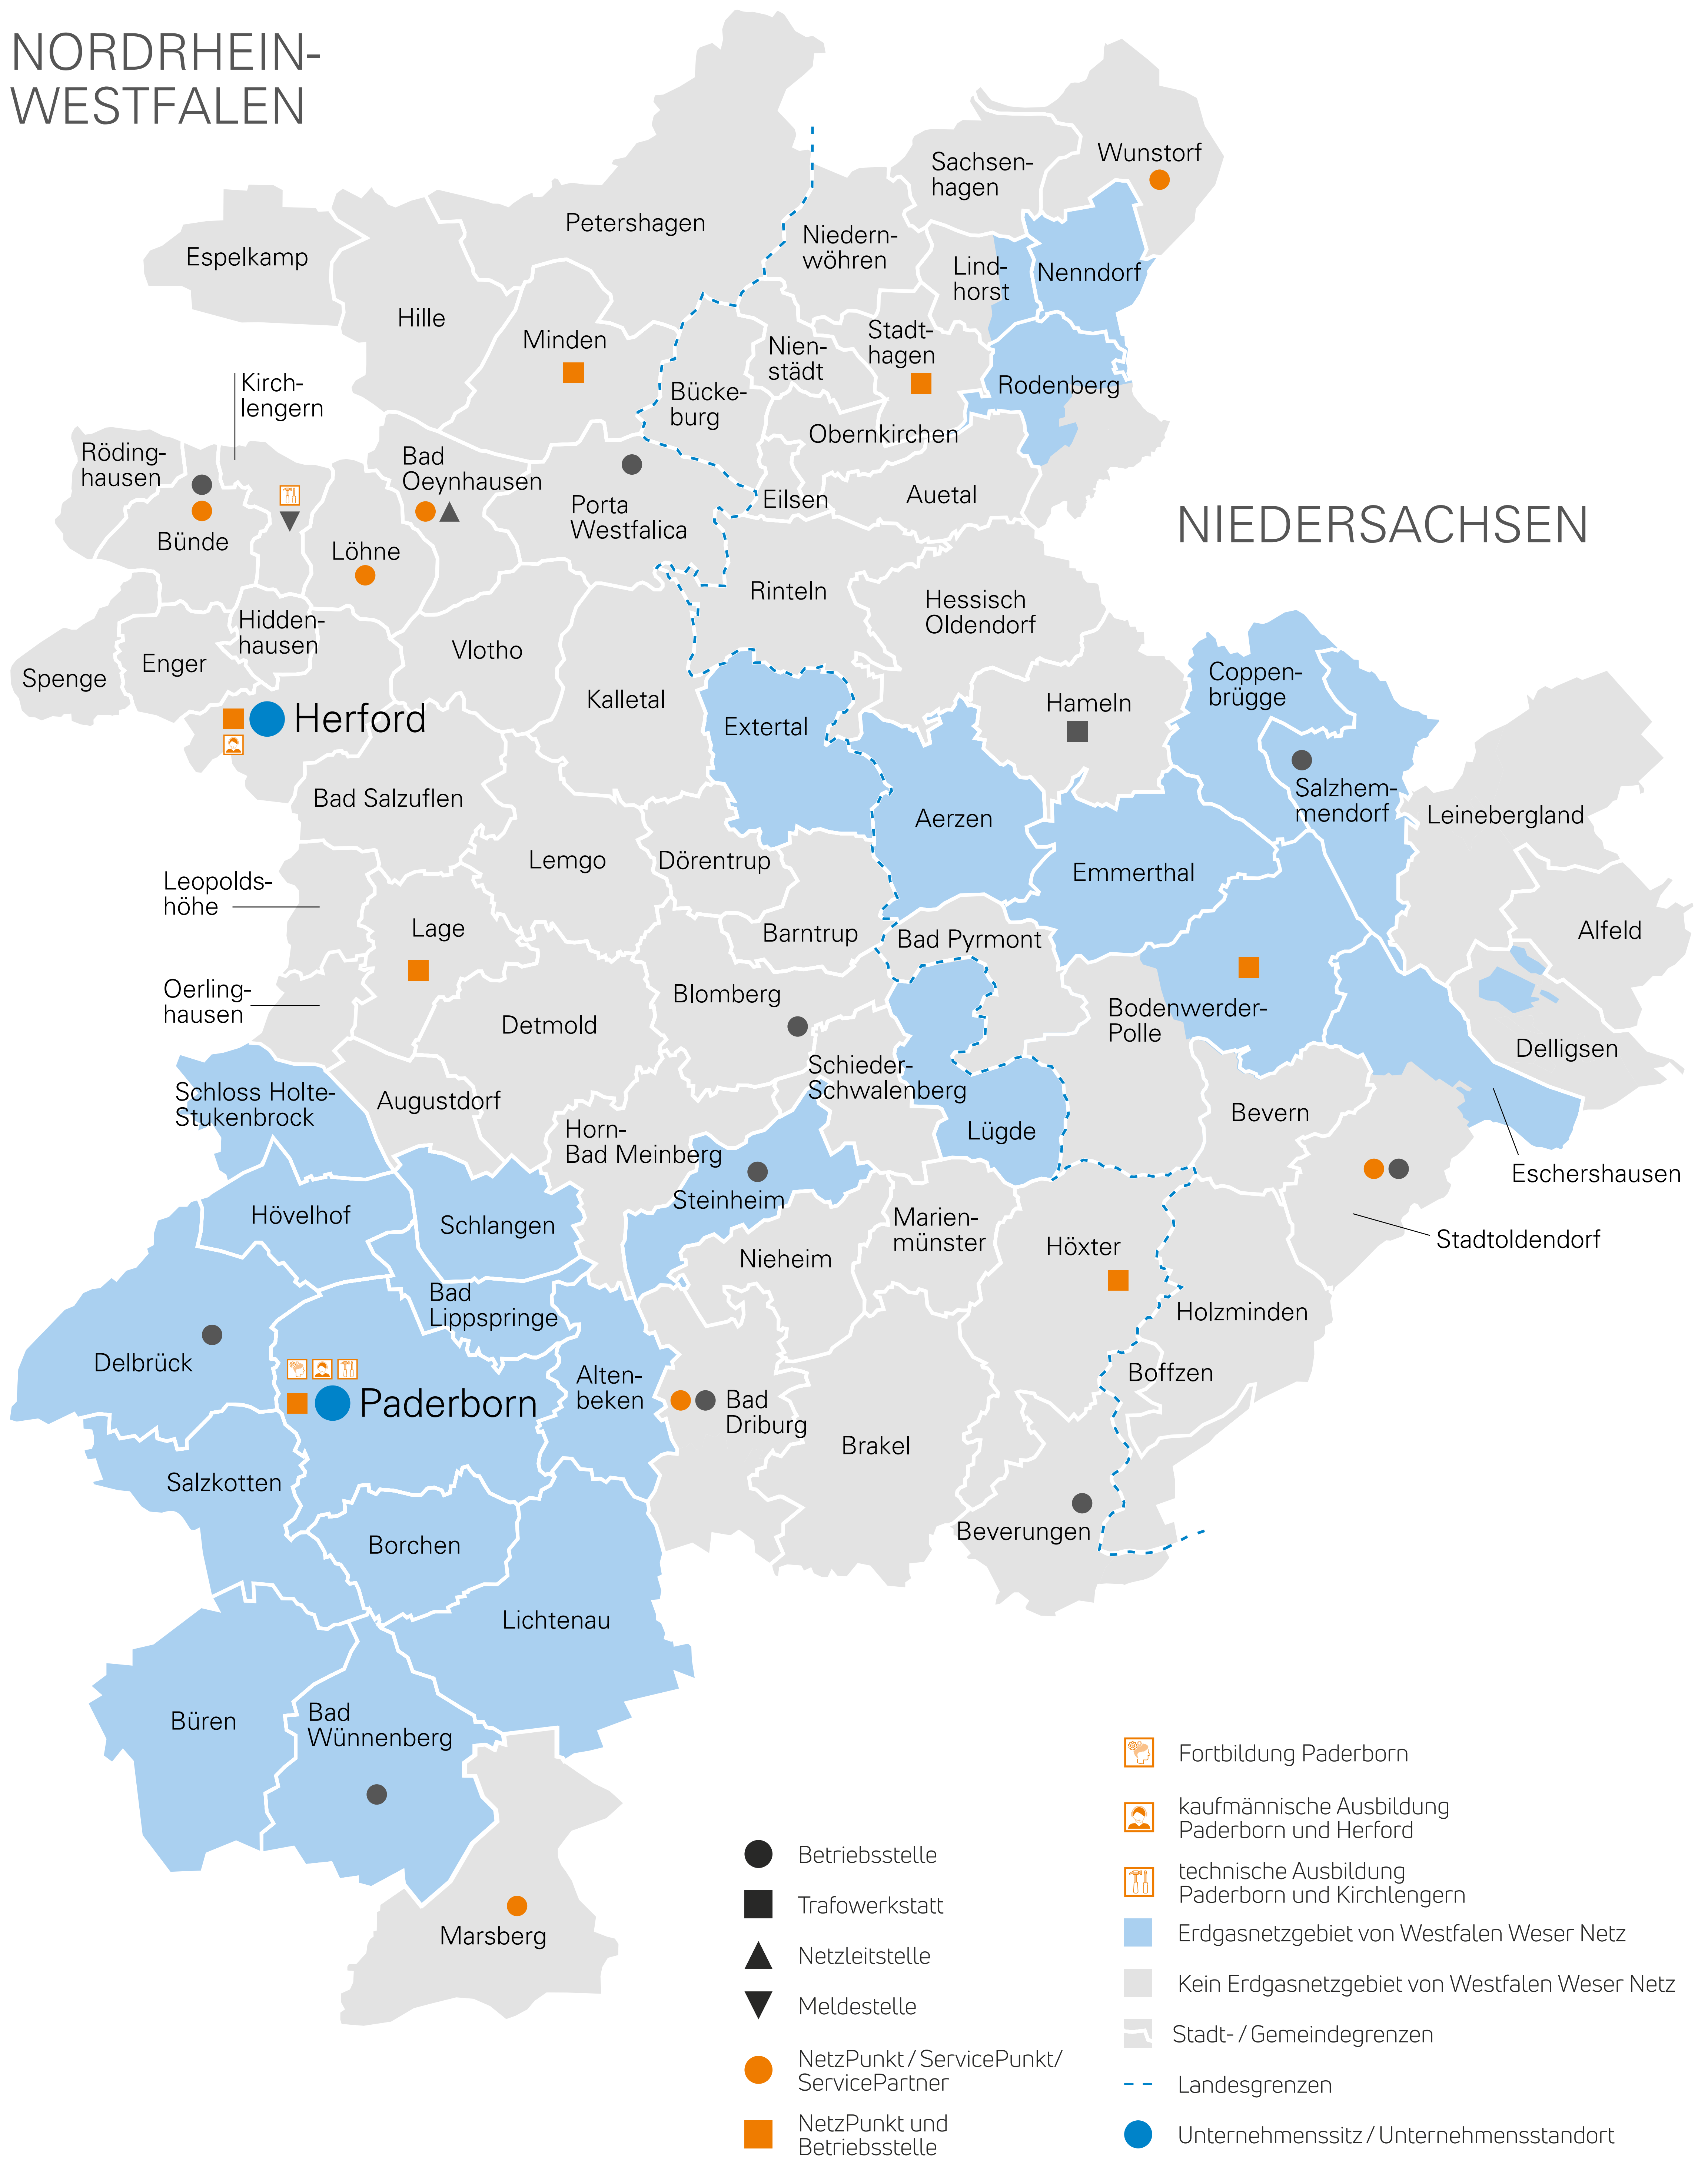 NORDRHEIN-
WESTFALEN
Sachsen-
hagen
Wunstorf
Petershagen
Espelkamp
Niedern-
wöhren
Lind-
horst
Nenndorf
Hille
Minden
Stadt-
hagen
Nien-
städt
Kirch-
lengern
Bücke-
burg
Rodenberg
Obernkirchen
Röding-
hausen
Bad
Oeynhausen
Porta
Westfalica
Eilsen
Auetal
NIEDERSACHSEN
Bünde
Löhne
Rinteln
Hessisch
Oldendorf
Hidden-
hausen
Spenge
Enger
Vlotho
Kalletal
Coppen-
brügge
Hameln
Herford
Extertal
Bad Salzuflen
Salzhem-
mendorf
Aerzen
Leinebergland
Lemgo
Dörentrup
Emmerthal
Leopolds-
höhe
Lage
Barntrup
Bad Pyrmont
Alfeld
Oerling-
hausen
Blomberg
Detmold
Bodenwerder-
Polle
Delligsen
Schieder-
Schwalenberg
Schloss Holte-
Stukenbrock
Augustdorf
Bevern
Horn-
Bad Meinberg
Lügde
Eschershausen
Steinheim
Hövelhof
Schlangen
Marien-
münster
Höxter
Stadtoldendorf
Nieheim
Bad
Lippspringe
Holzminden
Delbrück
Alten-
beken
Boffzen
Paderborn
Bad
Driburg
Brakel
Salzkotten
Beverungen
Borchen
Lichtenau
Büren
Bad
Wünnenberg
Marsberg
Betriebsstelle
Trafowerkstatt
Netzleitstelle
Meldestelle
NetzPunkt / ServicePunkt/
ServicePartner
NetzPunkt und
Betriebsstelle
Fortbildung Paderborn
kaufmännische Ausbildung
Paderborn und Herford
technische Ausbildung
Paderborn und Kirchlengern
Erdgasnetzgebiet von Westfalen Weser Netz
Kein Erdgasnetzgebiet von Westfalen Weser Netz
Stadt- / Gemeindegrenzen
Landesgrenzen
Unternehmenssitz / Unternehmensstandort